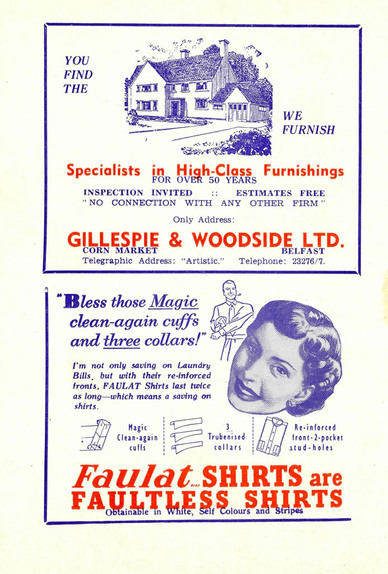 YOU
FIND
THE
WE
FURNISH
Specialists in High-Class Furnishings
FOR OVER 50 YEARS
INSPECTION INVITED :: ESTIMATES FREE
"NO CONNECTION WITH ANY OTHER FIRM"
Only Address:
GILLESPIE & WOODSIDE LTD.
CORN MARKET BELFAST
Telegraphic Address: "Artistic." Telephone: 23276/7.
"Bless those Magic
clean-again cuffs
and three collars!"
I'm not only saving on Laundry
Bills, but with their re-inforced
fronts, FAULAT Shirts last twice
as long—which means a saving on
shirts.
Magic
Clean-again
cuffs
3
Trubenised
collars
Re-inforced
front-2-pocket
stud-holes
Faulat SHIRTS are
FAULTLESS SHIRTS
Obtainable in White, Self Colours and Stripes